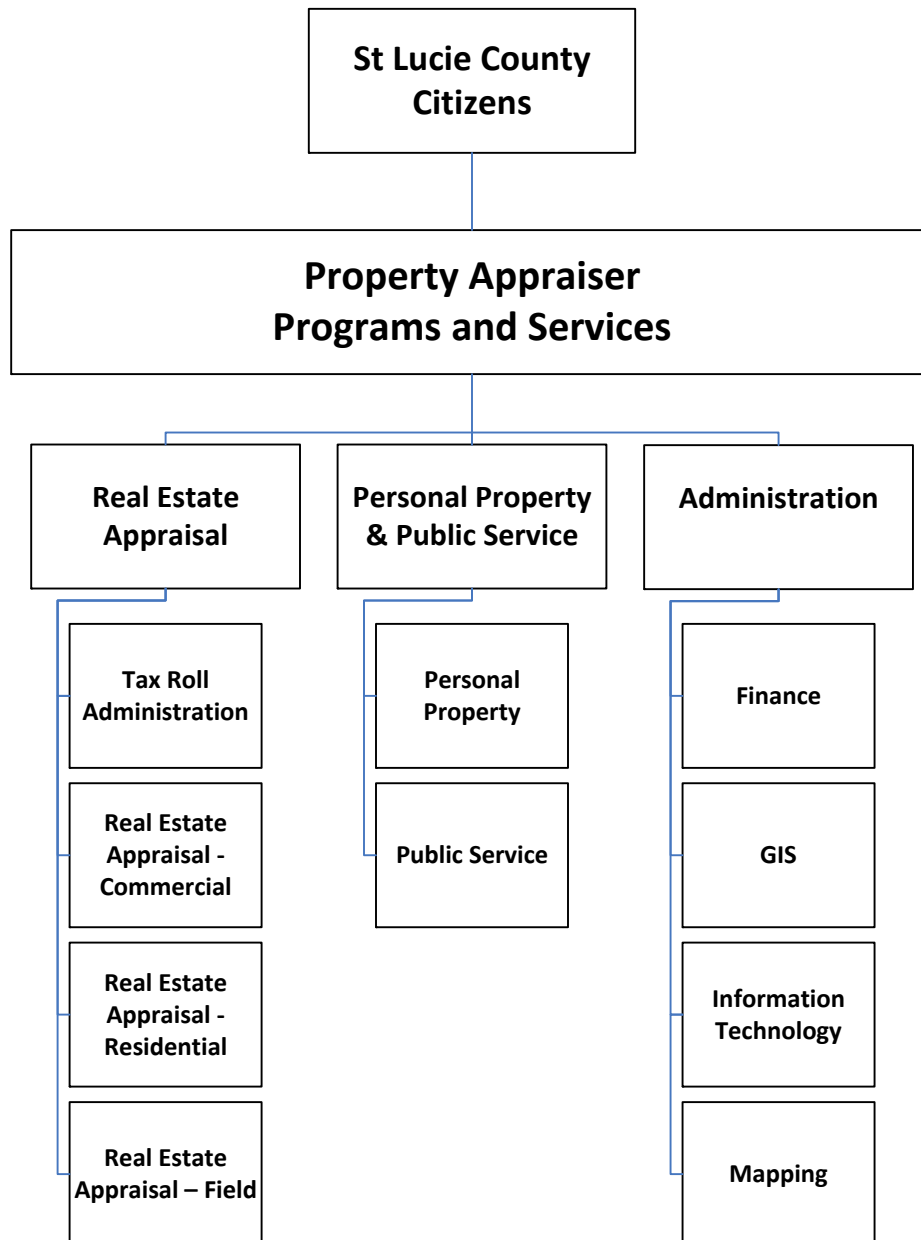 St Lucie County
Citizens
Property Appraiser
Programs and Services
Real Estate
Appraisal
Personal Property
& Public Service
Administration
Tax Roll
Administration
Real Estate
Appraisal -
Commercial
Real Estate
Appraisal -
Residential
Real Estate
Appraisal – Field
Personal
Property
Public Service
Finance
GIS
Information
Technology
Mapping